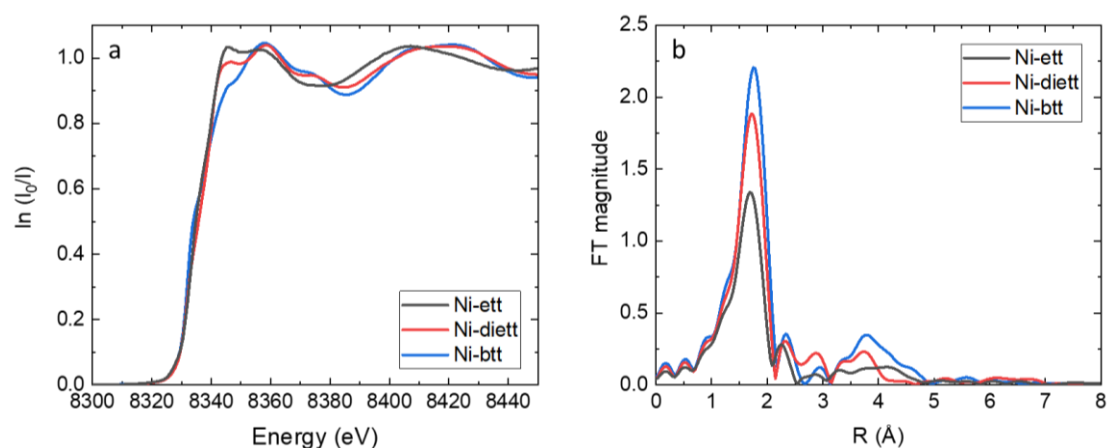 a
ln (I₀/I)
1.0
0.8
0.6
0.4
0.2
0.0
Ni-ett
Ni-diett
Ni-btt
8300 8320 8340 8360 8380 8400 8420 8440
Energy (eV)
b
FT magnitude
2.5
2.0
1.5
1.0
0.5
0.0
Ni-ett
Ni-diett
Ni-btt
0 1 2 3 4 5 6 7 8
R (Å)